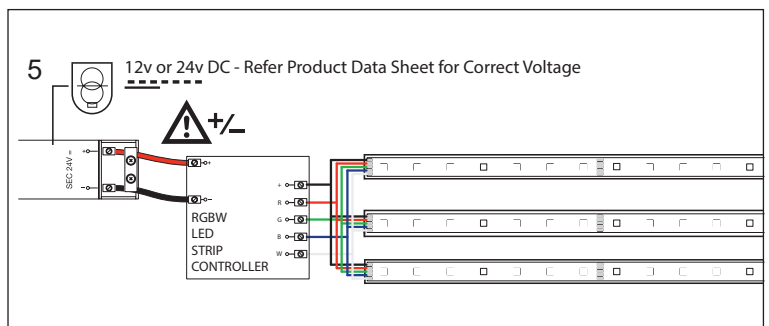 5
12v or 24v DC - Refer Product Data Sheet for Correct Voltage
+/-
SEC 24V =
+
-
+
-
RGBW
LED
STRIP
CONTROLLER
+
R
G
B
W